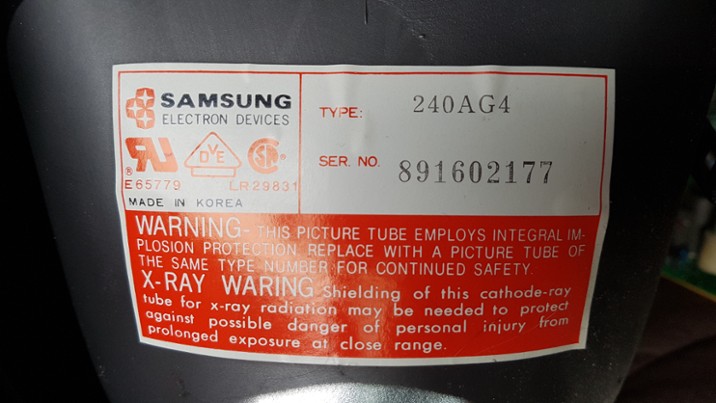 SAMSUNG
ELECTRON DEVICES
TYPE: 240AG4
SER. NO. 891602177
DVE
E65779 LR29831
MADE IN KOREA
WARNING- THIS PICTURE TUBE EMPLOYS INTEGRAL IM-
PLOSION PROTECTION REPLACE WITH A PICTURE TUBE OF
THE SAME TYPE NUMBER FOR CONTINUED SAFETY.
X-RAY WARING Shielding of this cathode-ray
tube for x-ray radiation may be needed to protect
against possible danger of personal injury from
prolonged exposure at close range.